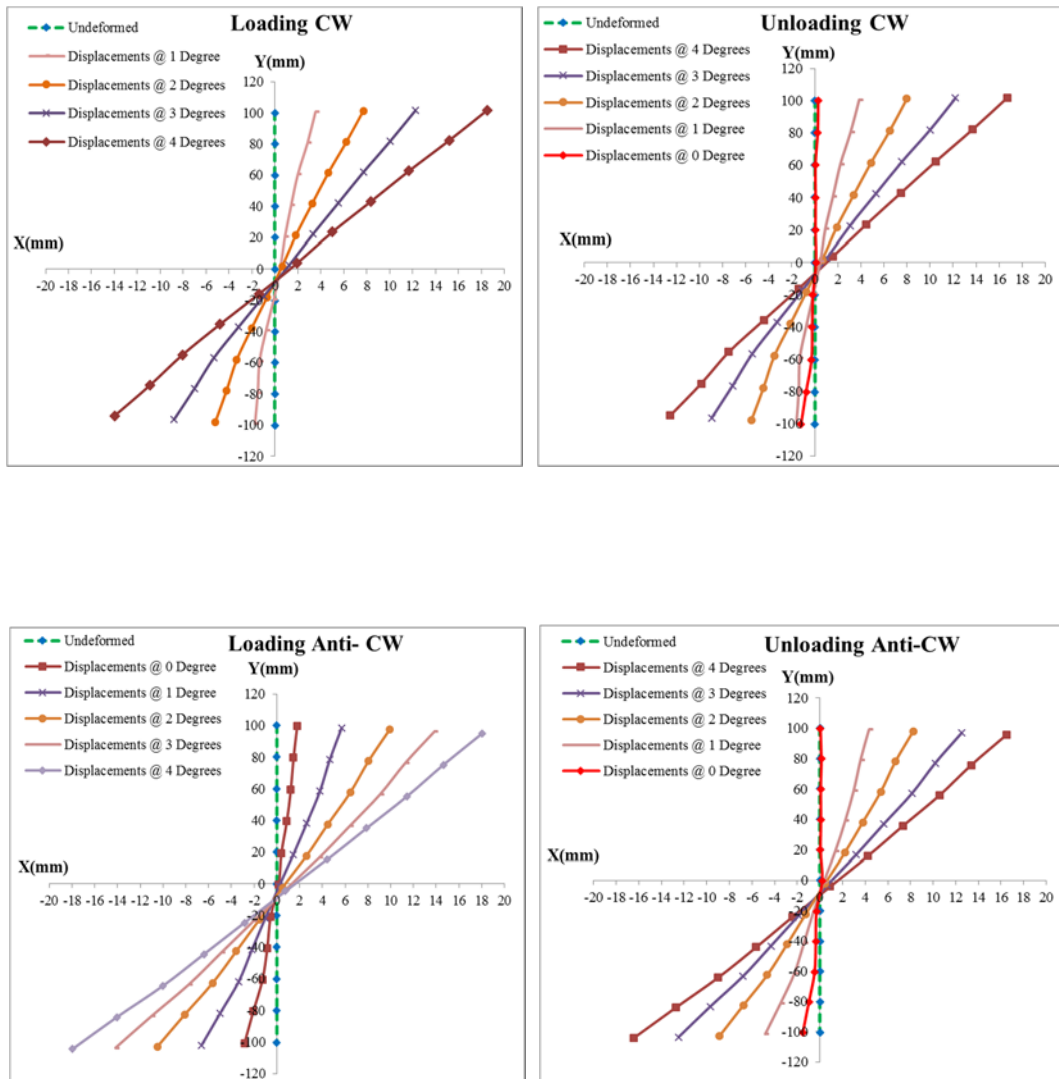 Loading CW
Undeformed
Displacements @ 1 Degree
Displacements @ 2 Degrees
Displacements @ 3 Degrees
Displacements @ 4 Degrees
Y(mm)
120
100
80
60
40
20
0
-20
-40
-60
-80
-100
-120
X(mm)
-20 -18 -16 -14 -12 -10 -8 -6 -4 -2 0 2 4 6 8 10 12 14 16 18 20
Unloading CW
Undeformed
Displacements @ 4 Degrees
Displacements @ 3 Degrees
Displacements @ 2 Degrees
Displacements @ 1 Degree
Displacements @ 0 Degree
Y(mm)
120
100
80
60
40
20
0
-20
-40
-60
-80
-100
-120
X(mm)
-20 -18 -16 -14 -12 -10 -8 -6 -4 -2 0 2 4 6 8 10 12 14 16 18 20
Loading Anti- CW
Undeformed
Displacements @ 0 Degree
Displacements @ 1 Degree
Displacements @ 2 Degrees
Displacements @ 3 Degrees
Displacements @ 4 Degrees
Y(mm)
120
100
80
60
40
20
0
-20
-40
-60
-80
-100
-120
X(mm)
-20 -18 -16 -14 -12 -10 -8 -6 -4 -2 0 2 4 6 8 10 12 14 16 18 20
Unloading Anti-CW
Undeformed
Displacements @ 4 Degrees
Displacements @ 3 Degrees
Displacements @ 2 Degrees
Displacements @ 1 Degree
Displacements @ 0 Degree
Y(mm)
120
100
80
60
40
20
0
-20
-40
-60
-80
-100
-120
X(mm)
-20 -18 -16 -14 -12 -10 -8 -6 -4 -2 0 2 4 6 8 10 12 14 16 18 20